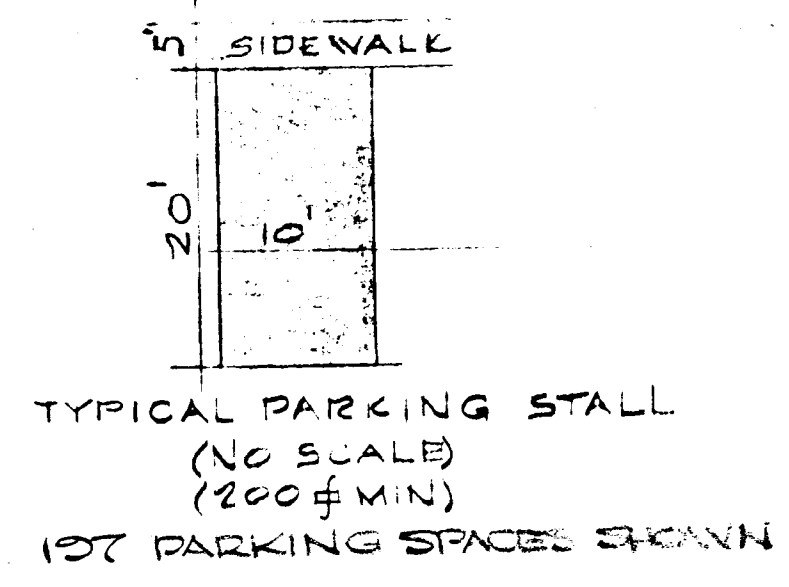 5' SIDEWALK
20'
10'
TYPICAL PARKING STALL
(NO SCALE)
(200 ⏍ MIN)
197 PARKING SPACES SHOWN